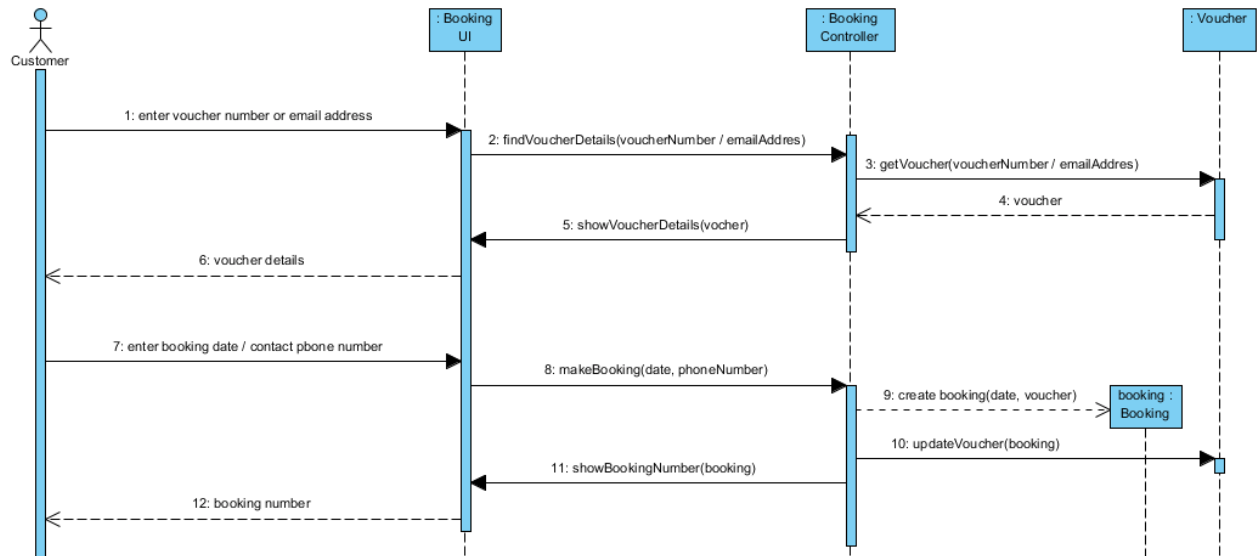 : Booking
UI
: Booking
Controller
: Voucher
Customer
1: enter voucher number or email address
2: findVoucherDetails(voucherNumber / emailAddres)
3: getVoucher(voucherNumber / emailAddres)
4: voucher
5: showVoucherDetails(vocher)
6: voucher details
7: enter booking date / contact pbone number
8: makeBooking(date, phoneNumber)
9: create booking(date, voucher)
booking :
Booking
10: updateVoucher(booking)
11: showBookingNumber(booking)
12: booking number